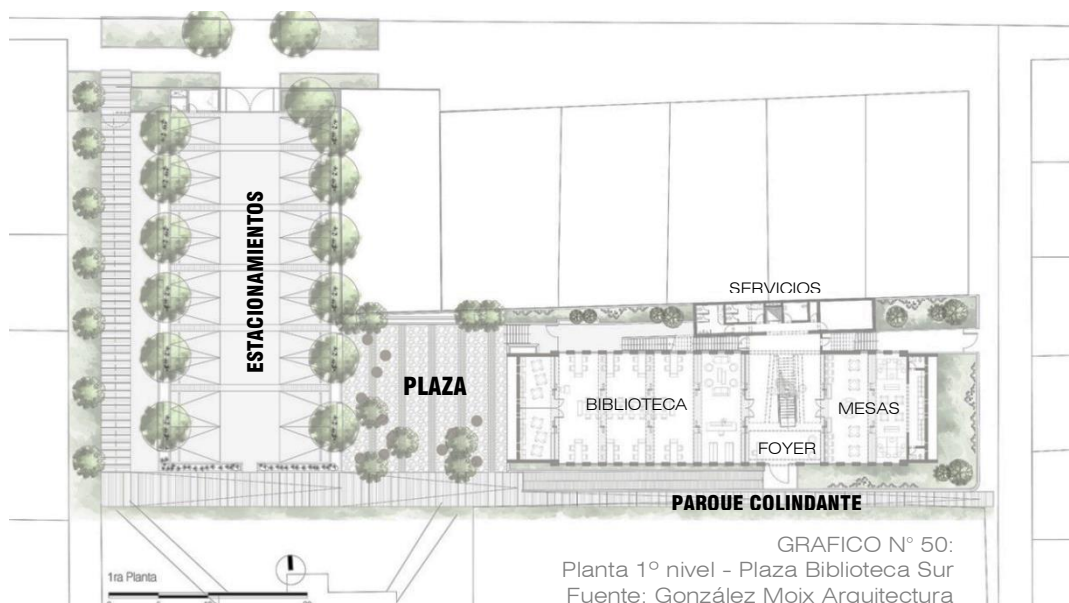 ESTACIONAMIENTOS
PLAZA
SERVICIOS
BIBLIOTECA
MESAS
FOYER
PARQUE COLINDANTE
1ra Planta
GRAFICO N° 50:
Planta 1º nivel - Plaza Biblioteca Sur
Fuente: González Moix Arquitectura